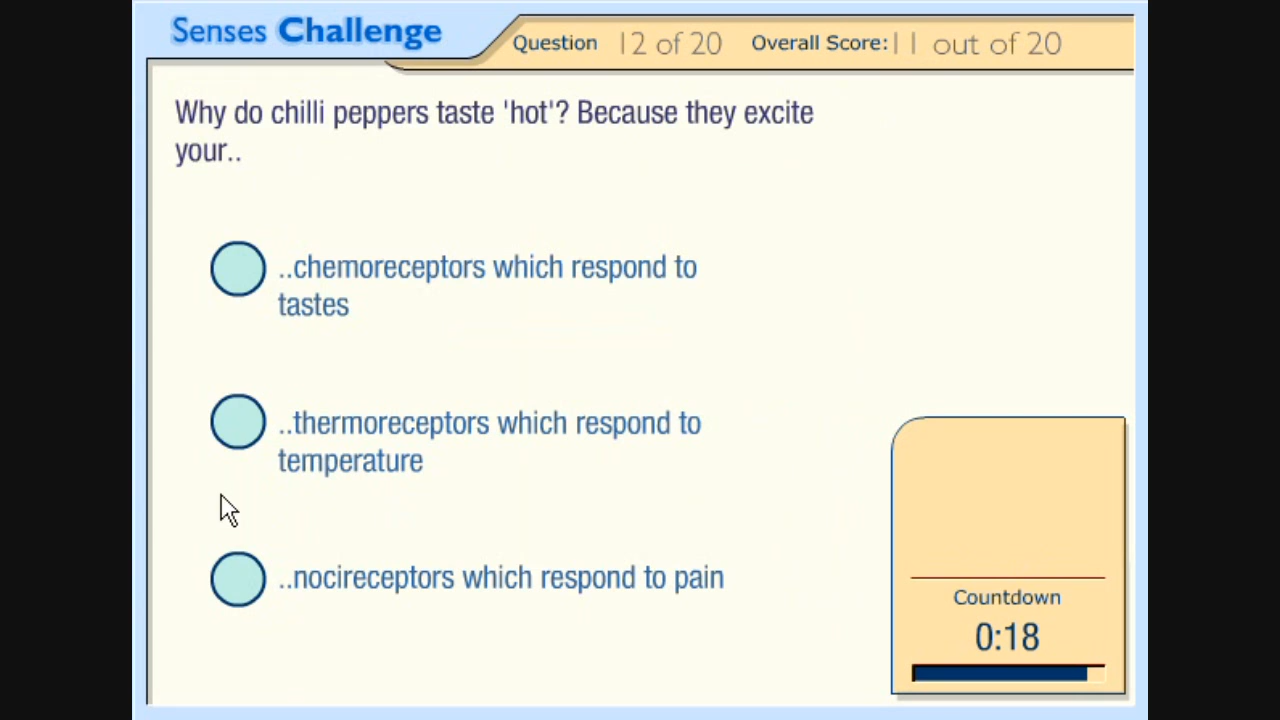 Senses Challenge
Question 12 of 20 Overall Score: 11 out of 20
Why do chilli peppers taste 'hot'? Because they excite
your..
..chemoreceptors which respond to
tastes
..thermoreceptors which respond to
temperature
..nocireceptors which respond to pain
Countdown
0:18